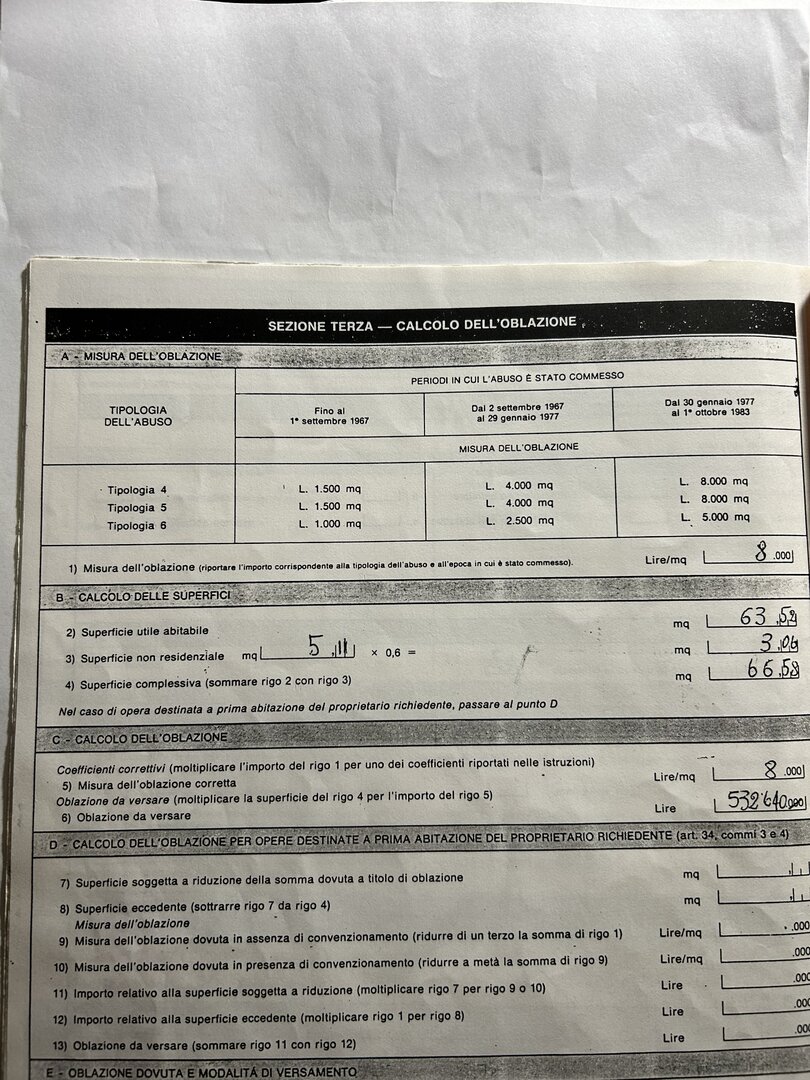 SEZIONE TERZA — CALCOLO DELL'OBLAZIONE
A - MISURA DELL'OBLAZIONE
TIPOLOGIA
DELL'ABUSO
PERIODI IN CUI L'ABUSO È STATO COMMESSO
Fino al
1° settembre 1967
Dal 2 settembre 1967
al 29 gennaio 1977
Dal 30 gennaio 1977
al 1° ottobre 1983
MISURA DELL'OBLAZIONE
Tipologia 4 L. 1.500 mq L. 4.000 mq L. 8.000 mq
Tipologia 5 L. 1.500 mq L. 4.000 mq L. 8.000 mq
Tipologia 6 L. 1.000 mq L. 2.500 mq L. 5.000 mq
1) Misura dell'oblazione (riportare l'importo corrispondente alla tipologia dell'abuso e all'epoca in cui è stato commesso). Lire/mq 8 .000
B - CALCOLO DELLE SUPERFICI
2) Superficie utile abitabile mq 63,52
3) Superficie non residenziale mq 5,11 × 0,6 = mq 3,06
4) Superficie complessiva (sommare rigo 2 con rigo 3) mq 66,58
Nel caso di opera destinata a prima abitazione del proprietario richiedente, passare al punto D
C - CALCOLO DELL'OBLAZIONE
Coefficienti correttivi (moltiplicare l'importo del rigo 1 per uno dei coefficienti riportati nelle istruzioni)
5) Misura dell'oblazione corretta Lire/mq 8 .000
Oblazione da versare (moltiplicare la superficie del rigo 4 per l'importo del rigo 5)
6) Oblazione da versare Lire 532.640
D - CALCOLO DELL'OBLAZIONE PER OPERE DESTINATE A PRIMA ABITAZIONE DEL PROPRIETARIO RICHIEDENTE (art. 34, commi 3 e 4)
7) Superficie soggetta a riduzione della somma dovuta a titolo di oblazione mq
8) Superficie eccedente (sottrarre rigo 7 da rigo 4) mq
Misura dell'oblazione
9) Misura dell'oblazione dovuta in assenza di convenzionamento (ridurre di un terzo la somma di rigo 1) Lire/mq .000
10) Misura dell'oblazione dovuta in presenza di convenzionamento (ridurre a metà la somma di rigo 9) Lire/mq .000
11) Importo relativo alla superficie soggetta a riduzione (moltiplicare rigo 7 per rigo 9 o 10) Lire .000
12) Importo relativo alla superficie eccedente (moltiplicare rigo 1 per rigo 8) Lire .000
13) Oblazione da versare (sommare rigo 11 con rigo 12) Lire .000
E - OBLAZIONE DOVUTA E MODALITÀ DI VERSAMENTO